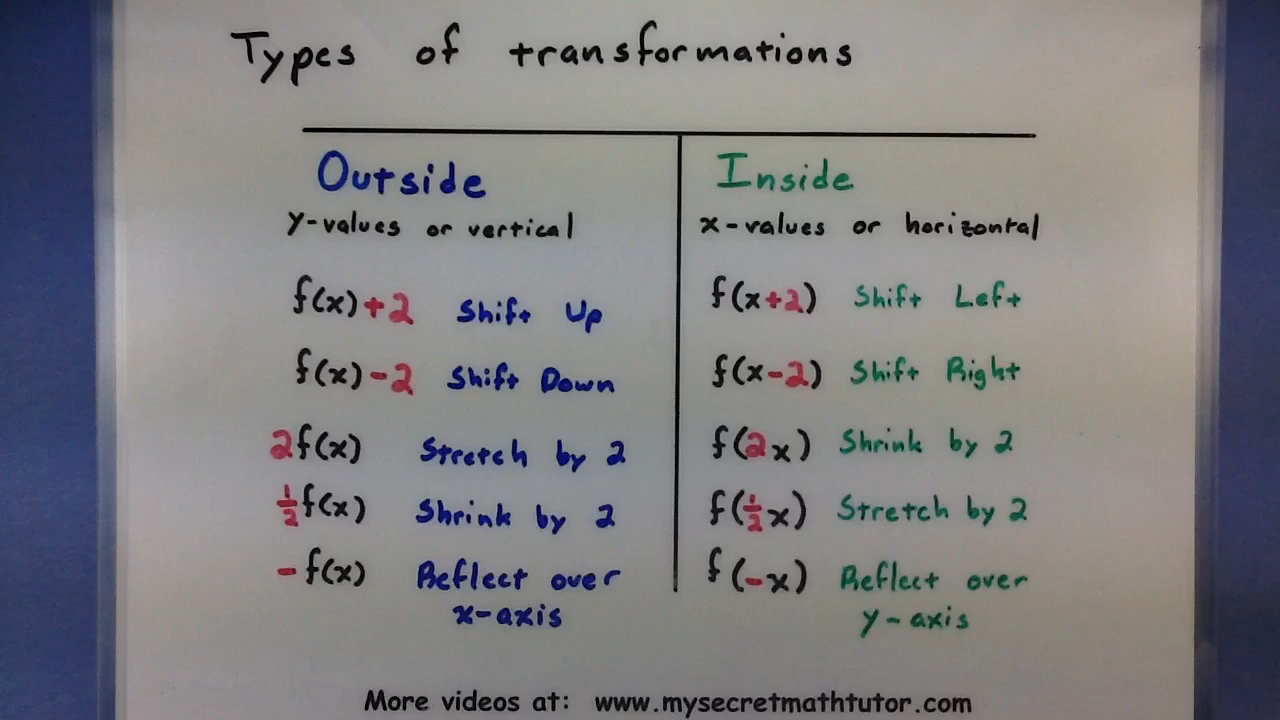 Types of transformations
Outside
y-values or vertical
f(x)+2 Shift Up
f(x)-2 Shift Down
2f(x) Stretch by 2
½f(x) Shrink by 2
-f(x) Reflect over
x-axis
Inside
x-values or horizontal
f(x+2) Shift Left
f(x-2) Shift Right
f(2x) Shrink by 2
f(½x) Stretch by 2
f(-x) Reflect over
y-axis
More videos at: www.mysecretmathtutor.com